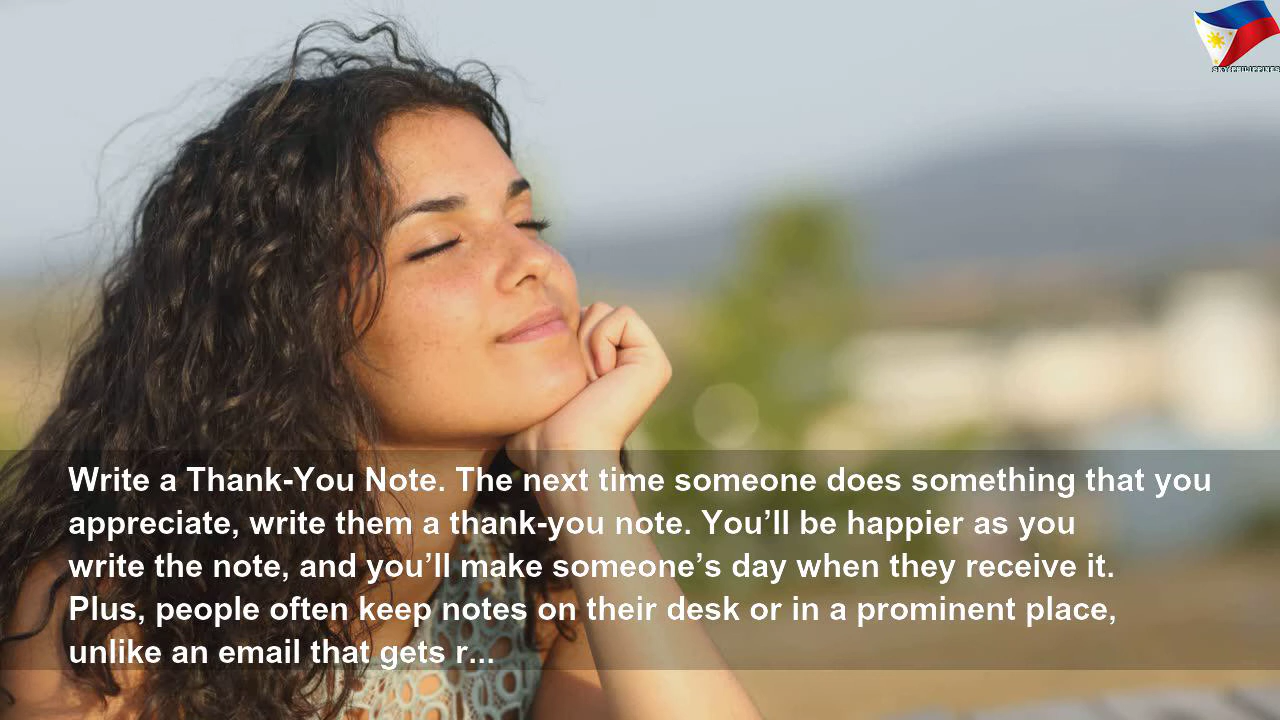 SKYPHILIPPINES
Write a Thank-You Note. The next time someone does something that you
appreciate, write them a thank-you note. You’ll be happier as you
write the note, and you’ll make someone’s day when they receive it.
Plus, people often keep notes on their desk or in a prominent place,
unlike an email that gets r...